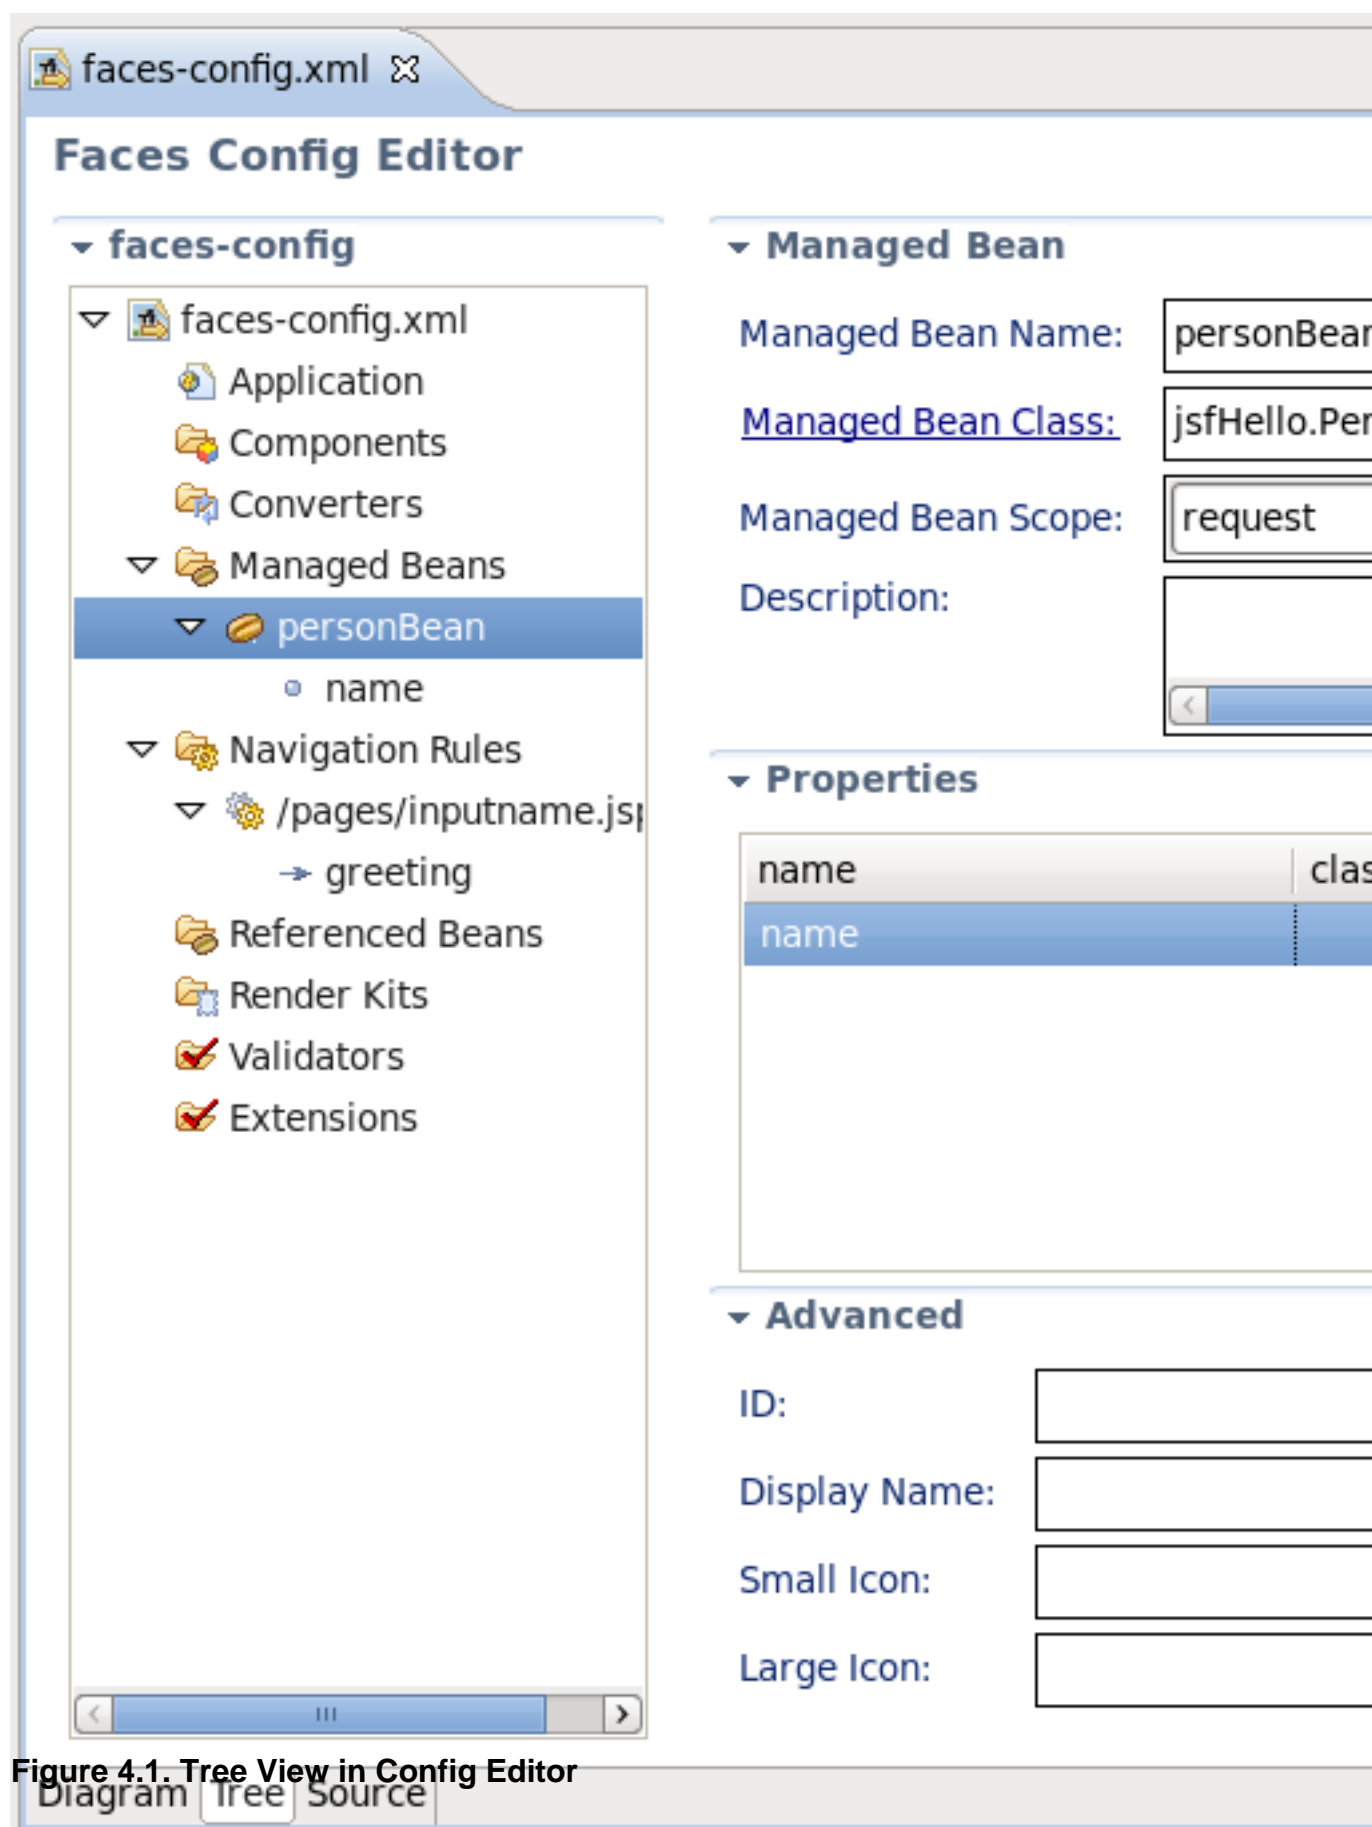 faces-config.xml
Faces Config Editor
faces-config
faces-config.xml
Application
Components
Converters
Managed Beans
personBean
name
Navigation Rules
/pages/inputname.jsp
greeting
Referenced Beans
Render Kits
Validators
Extensions
Managed Bean
Managed Bean Name: personBean
Managed Bean Class: jsfHello.Per
Managed Bean Scope: request
Description:
Properties
name clas
name
Advanced
ID:
Display Name:
Small Icon:
Large Icon:
Figure 4.1. Tree View in Config Editor
Diagram Tree Source